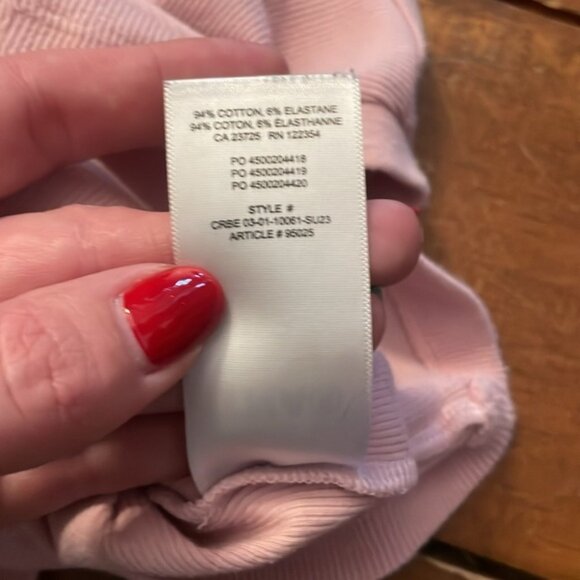 94% COTTON, 6% ELASTANE
94% COTON, 6% ÉLASTHANNE
CA 23725 RN 122354
PO 4500204418
PO 4500204419
PO 4500204420
STYLE #
CRBE 03-01-10061-SU23
ARTICLE # 95025